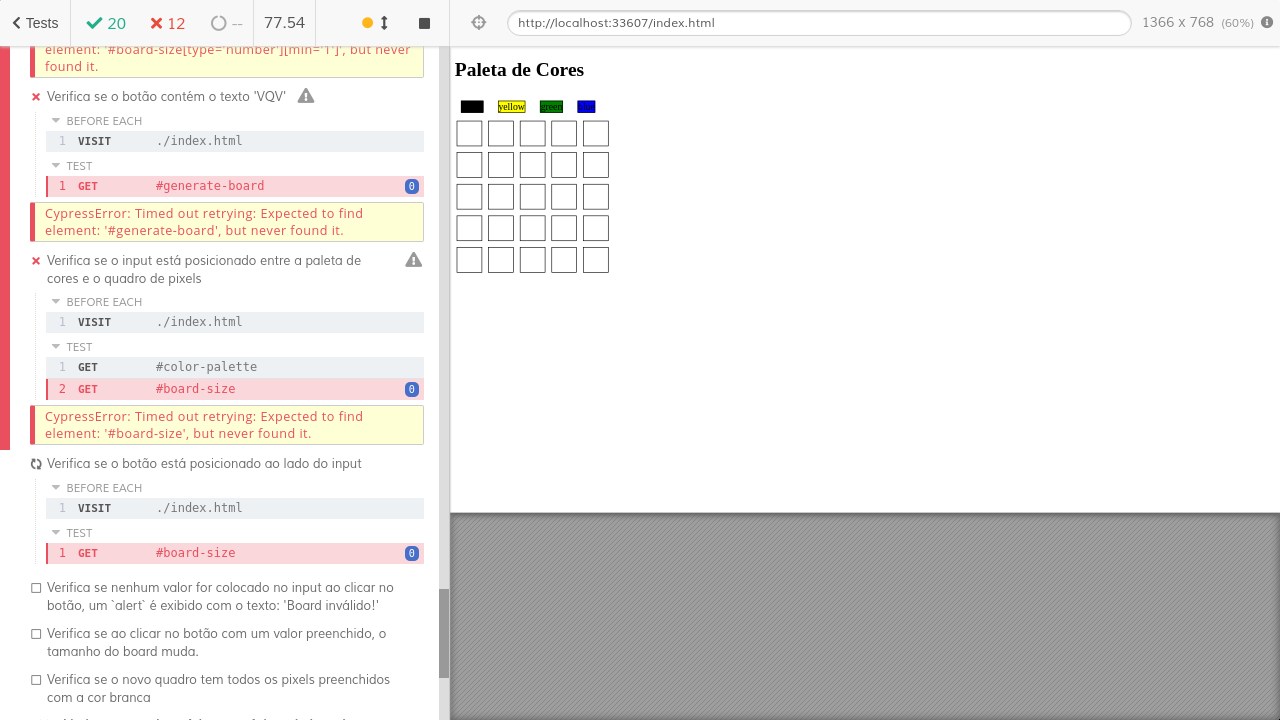 Tests 20 12 -- 77.54 http://localhost:33607/index.html 1366 x 768 (60%)
element: '#board-size[type='number'][min='1']', but never
found it.
Verifica se o botão contém o texto 'VQV'
BEFORE EACH
1 VISIT ./index.html
TEST
1 GET #generate-board 0
CypressError: Timed out retrying: Expected to find
element: '#generate-board', but never found it.
Verifica se o input está posicionado entre a paleta de
cores e o quadro de pixels
BEFORE EACH
1 VISIT ./index.html
TEST
1 GET #color-palette
2 GET #board-size 0
CypressError: Timed out retrying: Expected to find
element: '#board-size', but never found it.
Verifica se o botão está posicionado ao lado do input
BEFORE EACH
1 VISIT ./index.html
TEST
1 GET #board-size 0
Verifica se nenhum valor for colocado no input ao clicar no
botão, um `alert` é exibido com o texto: 'Board inválido!'
Verifica se ao clicar no botão com um valor preenchido, o
tamanho do board muda.
Verifica se o novo quadro tem todos os pixels preenchidos
com a cor branca
Paleta de Cores
yellow green